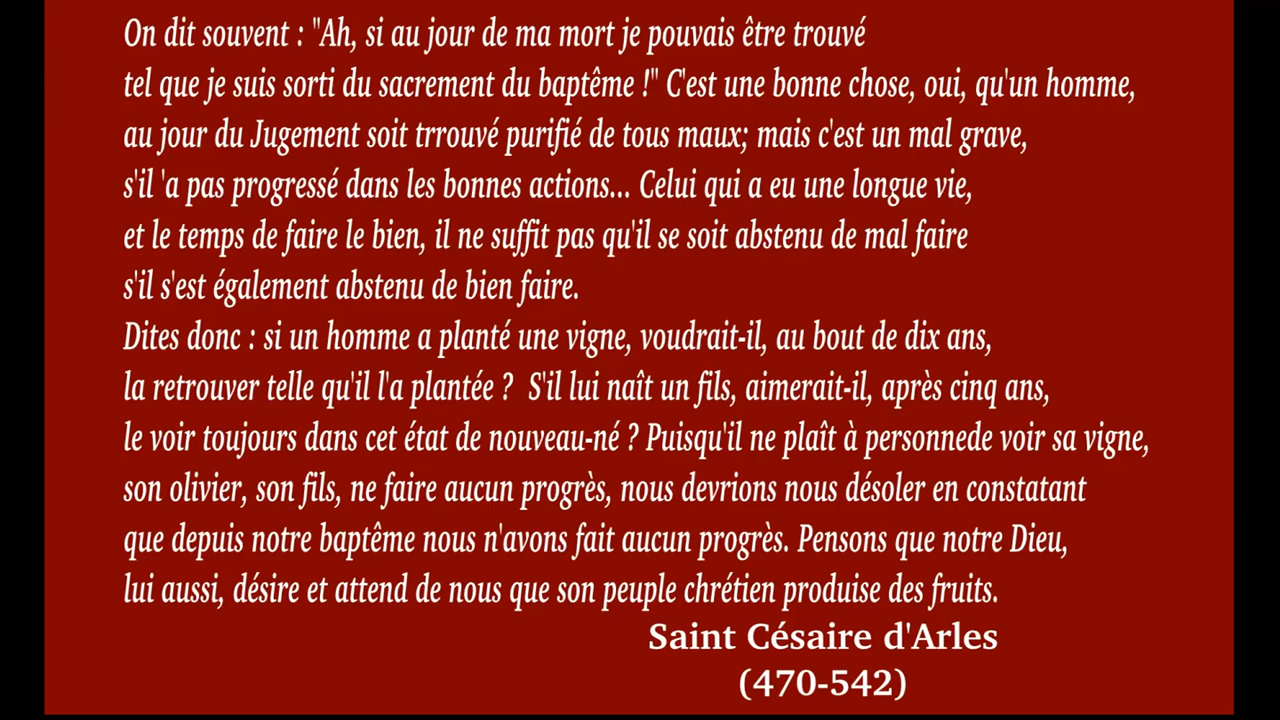 On dit souvent : "Ah, si au jour de ma mort je pouvais être trouvé
tel que je suis sorti du sacrement du baptême !" C'est une bonne chose, oui, qu'un homme,
au jour du Jugement soit trrouvé purifié de tous maux; mais c'est un mal grave,
s'il 'a pas progressé dans les bonnes actions... Celui qui a eu une longue vie,
et le temps de faire le bien, il ne suffit pas qu'il se soit abstenu de mal faire
s'il s'est également abstenu de bien faire.
Dites donc : si un homme a planté une vigne, voudrait-il, au bout de dix ans,
la retrouver telle qu'il l'a plantée ?  S'il lui naît un fils, aimerait-il, après cinq ans,
le voir toujours dans cet état de nouveau-né ? Puisqu'il ne plaît à personnede voir sa vigne,
son olivier, son fils, ne faire aucun progrès, nous devrions nous désoler en constatant
que depuis notre baptême nous n'avons fait aucun progrès. Pensons que notre Dieu,
lui aussi, désire et attend de nous que son peuple chrétien produise des fruits.
Saint Césaire d'Arles
(470-542)